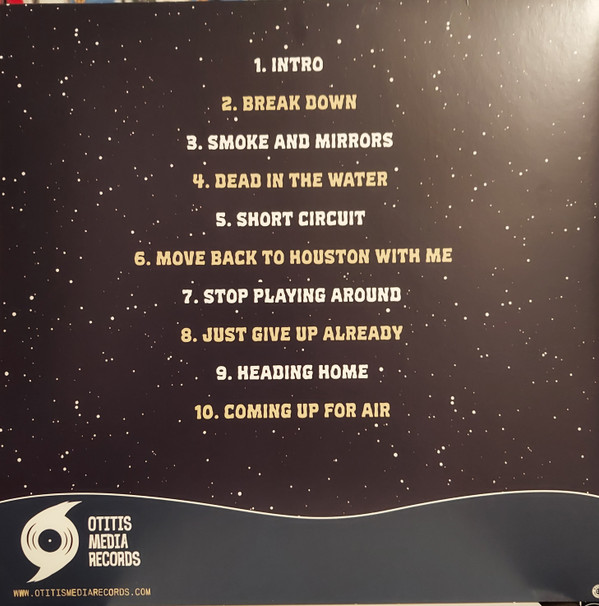 1. INTRO
2. BREAK DOWN
3. SMOKE AND MIRRORS
4. DEAD IN THE WATER
5. SHORT CIRCUIT
6. MOVE BACK TO HOUSTON WITH ME
7. STOP PLAYING AROUND
8. JUST GIVE UP ALREADY
9. HEADING HOME
10. COMING UP FOR AIR
OTITIS
MEDIA
RECORDS
WWW.OTITISMEDIARECORDS.COM